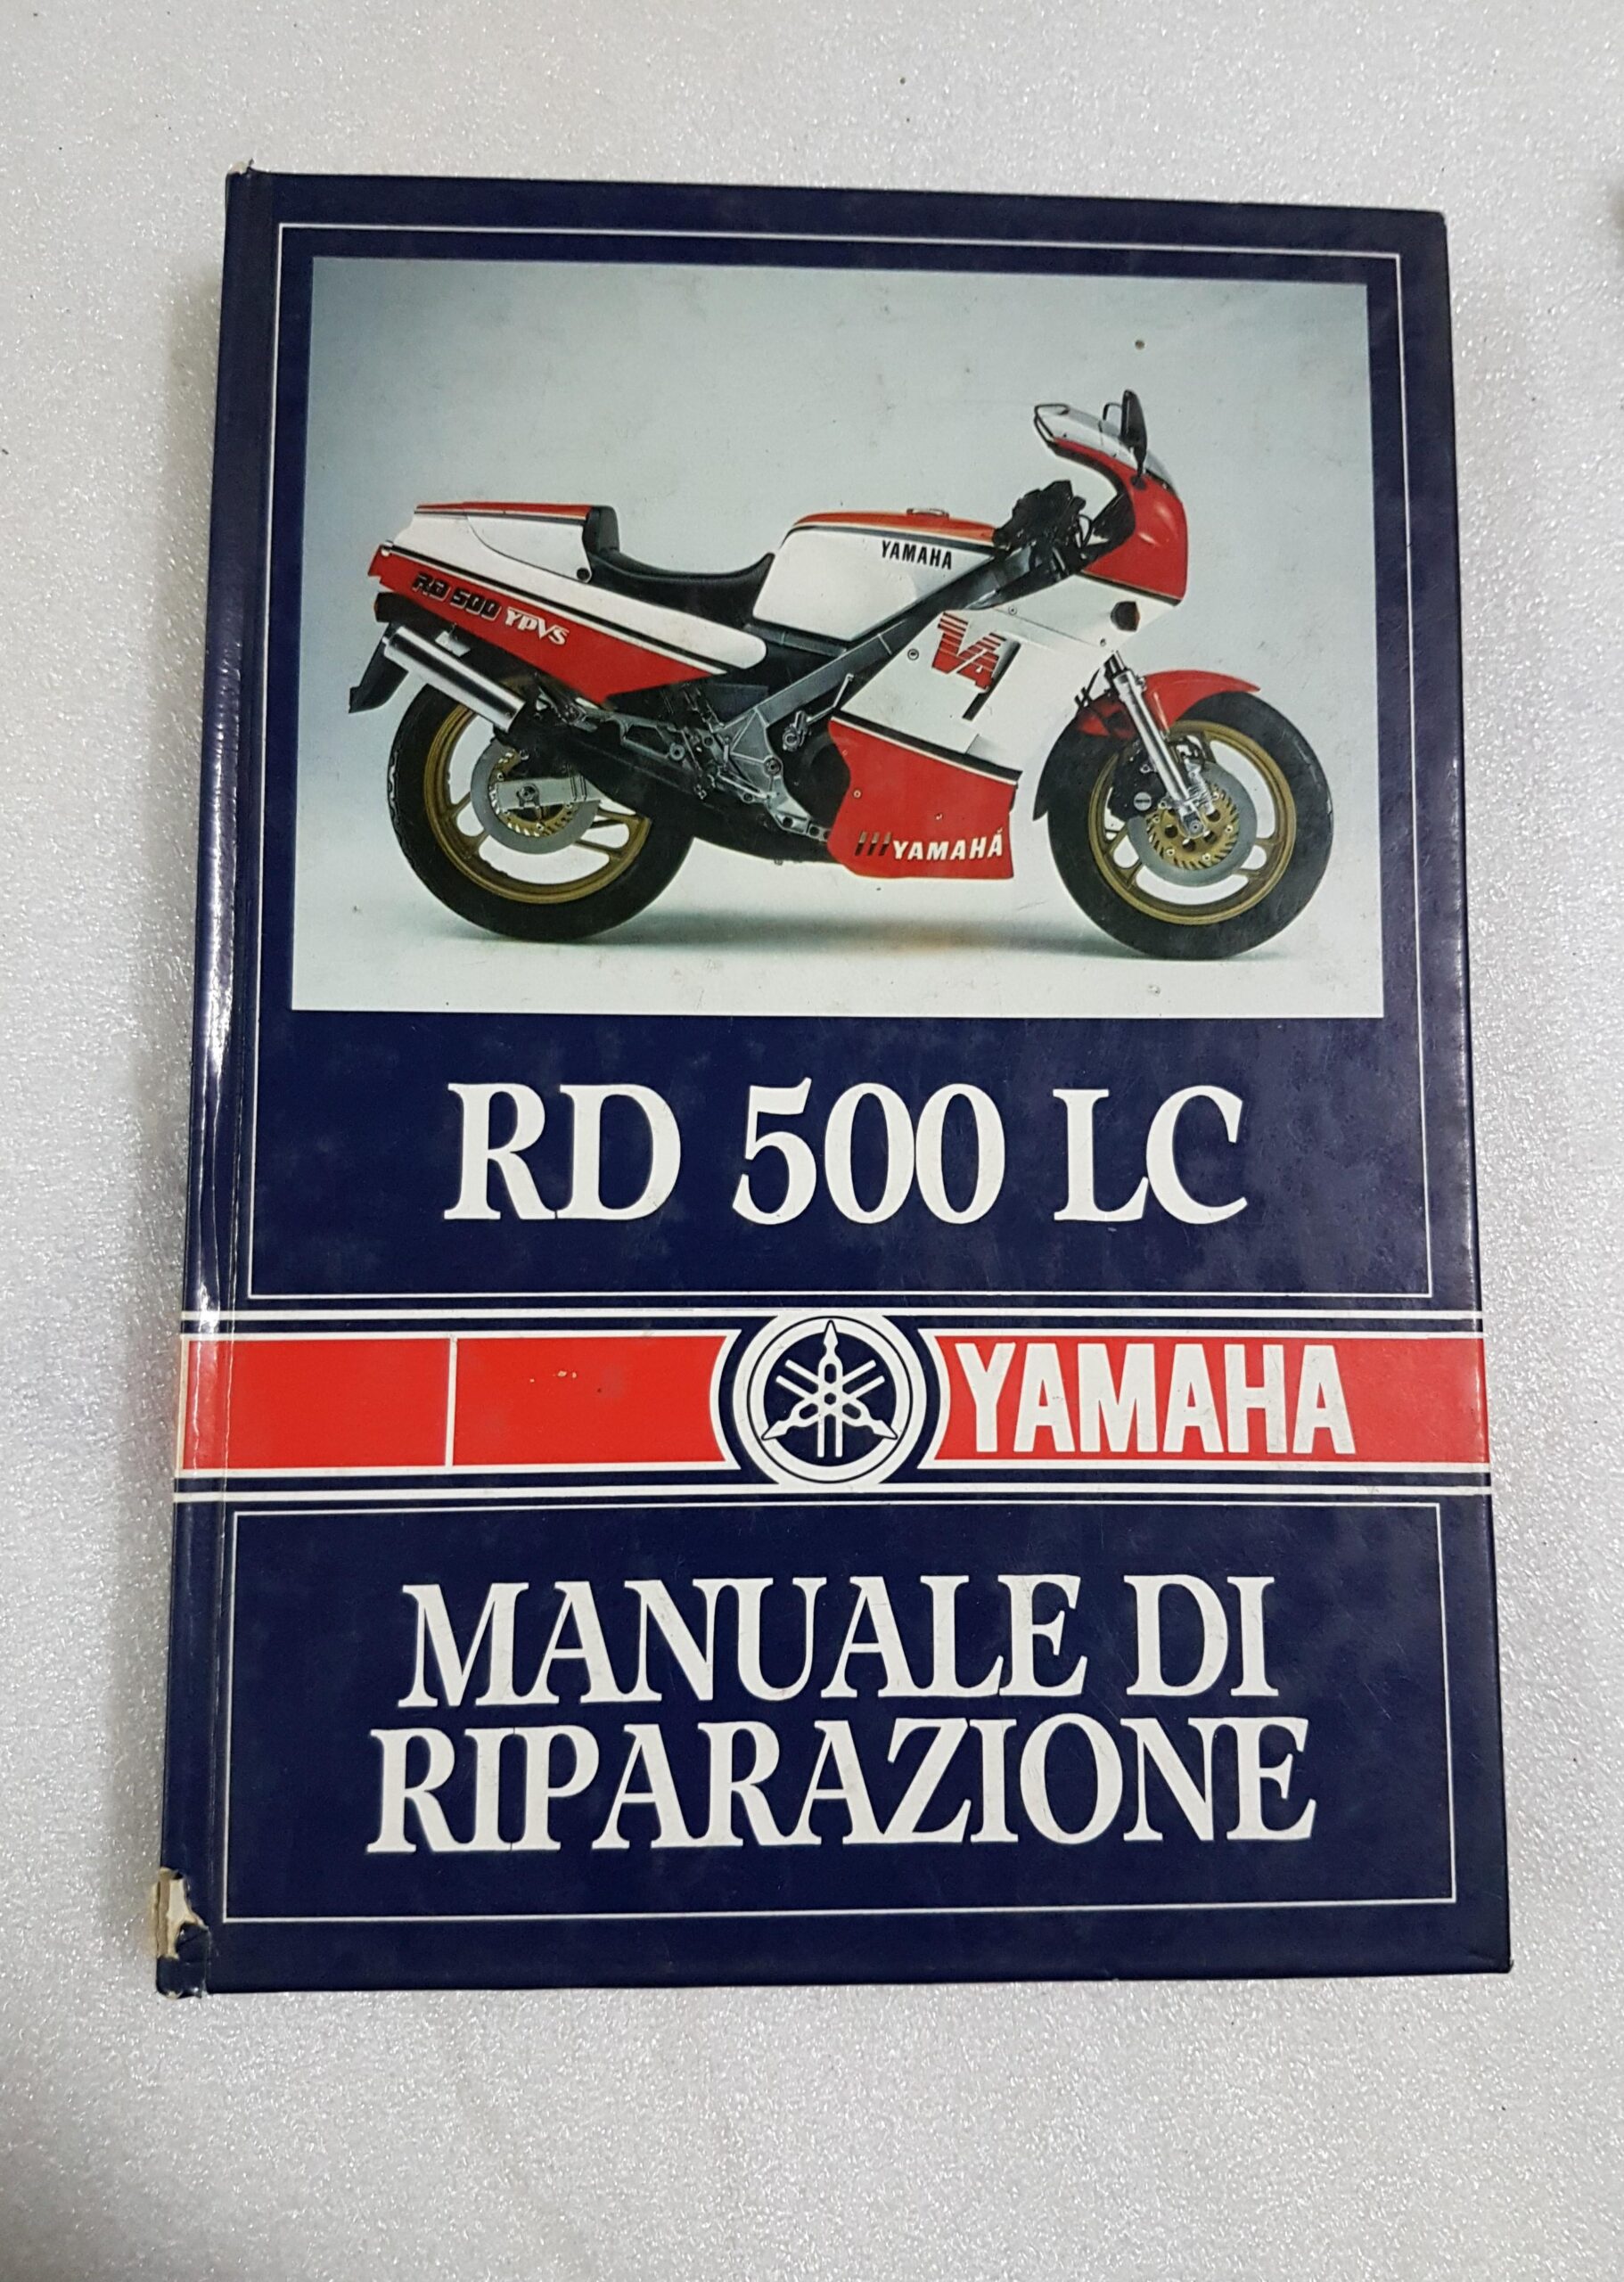 YAMAHA
RD 500 YPVS
V4
YAMAHA
RD 500 LC
YAMAHA
MANUALE DI
RIPARAZIONE